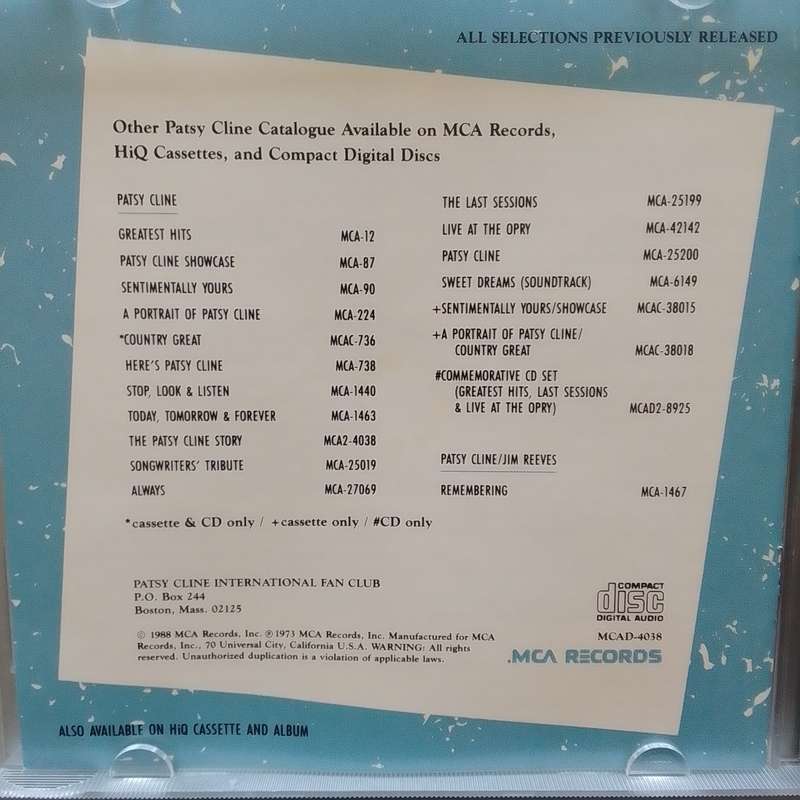 ALL SELECTIONS PREVIOUSLY RELEASED
Other Patsy Cline Catalogue Available on MCA Records,
HiQ Cassettes, and Compact Digital Discs
PATSY CLINE
GREATEST HITS MCA-12
PATSY CLINE SHOWCASE MCA-87
SENTIMENTALLY YOURS MCA-90
A PORTRAIT OF PATSY CLINE MCA-224
*COUNTRY GREAT MCAC-736
HERE'S PATSY CLINE MCA-738
STOP, LOOK & LISTEN MCA-1440
TODAY, TOMORROW & FOREVER MCA-1463
THE PATSY CLINE STORY MCA2-4038
SONGWRITERS' TRIBUTE MCA-25019
ALWAYS MCA-27069
THE LAST SESSIONS MCA-25199
LIVE AT THE OPRY MCA-42142
PATSY CLINE MCA-25200
SWEET DREAMS (SOUNDTRACK) MCA-6149
+SENTIMENTALLY YOURS/SHOWCASE MCAC-38015
+A PORTRAIT OF PATSY CLINE/
COUNTRY GREAT MCAC-38018
#COMMEMORATIVE CD SET
(GREATEST HITS, LAST SESSIONS
& LIVE AT THE OPRY) MCAD2-8925
PATSY CLINE/JIM REEVES
REMEMBERING MCA-1467
*cassette & CD only / +cassette only / #CD only
PATSY CLINE INTERNATIONAL FAN CLUB
P.O. Box 244
Boston, Mass. 02125
© 1988 MCA Records, Inc. ℗ 1973 MCA Records, Inc. Manufactured for MCA
Records, Inc., 70 Universal City, California U.S.A. WARNING: All rights
reserved. Unauthorized duplication is a violation of applicable laws.
COMPACT
disc
DIGITAL AUDIO
MCAD-4038
.MCA RECORDS
ALSO AVAILABLE ON HiQ CASSETTE AND ALBUM